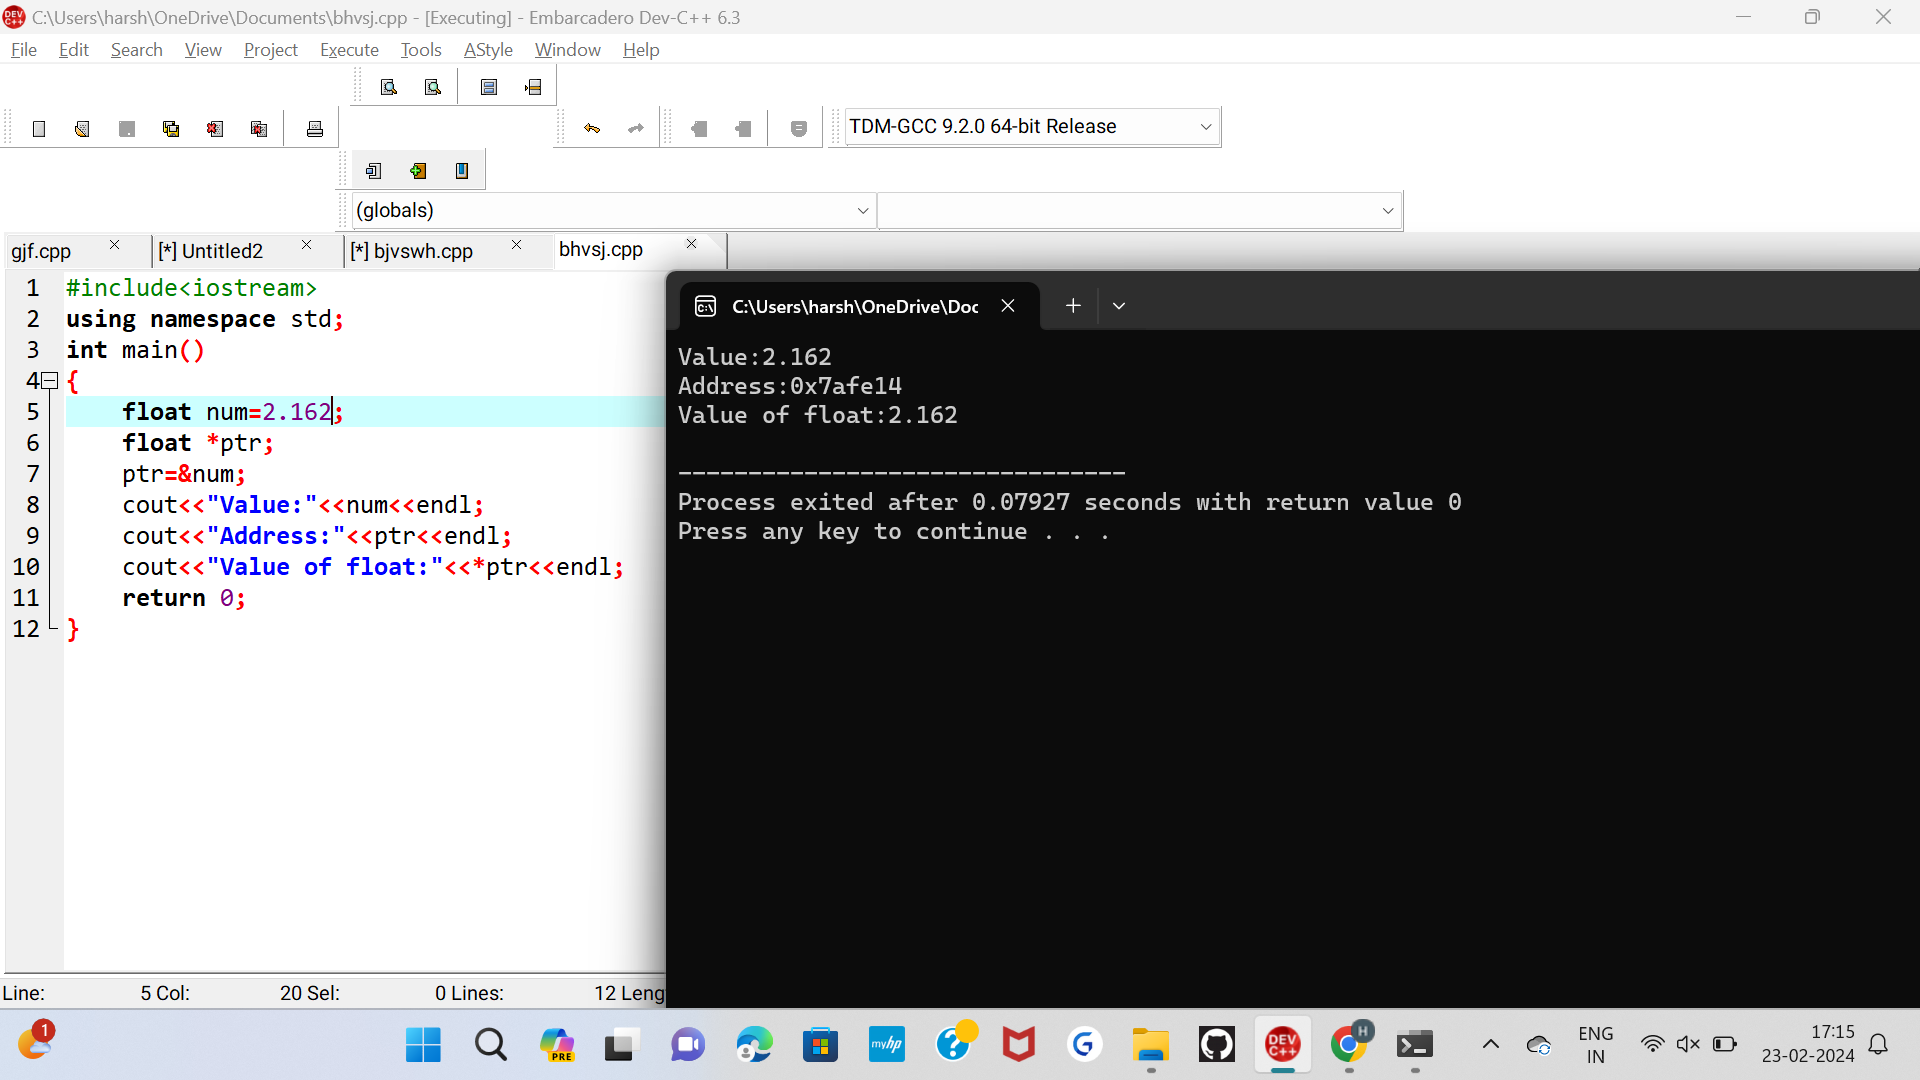 C:\Users\harsh\OneDrive\Documents\bhvsj.cpp - [Executing] - Embarcadero Dev-C++ 6.3
File Edit Search View Project Execute Tools AStyle Window Help
TDM-GCC 9.2.0 64-bit Release
(globals)
gjf.cpp [*] Untitled2 [*] bjvswh.cpp bhvsj.cpp
1 #include<iostream>
2 using namespace std;
3 int main()
4 {
5 float num=2.162;
6 float *ptr;
7 ptr=&num;
8 cout<<"Value:"<<num<<endl;
9 cout<<"Address:"<<ptr<<endl;
10 cout<<"Value of float:"<<*ptr<<endl;
11 return 0;
12 }
C:\Users\harsh\OneDrive\Doc
Value:2.162
Address:0x7afe14
Value of float:2.162
--------------------------------
Process exited after 0.07927 seconds with return value 0
Press any key to continue . . .
Line: 5 Col: 20 Sel: 0 Lines: 12 Leng
1
PRE
myhp
?
G
DEV C++
H
ENG
IN
17:15
23-02-2024